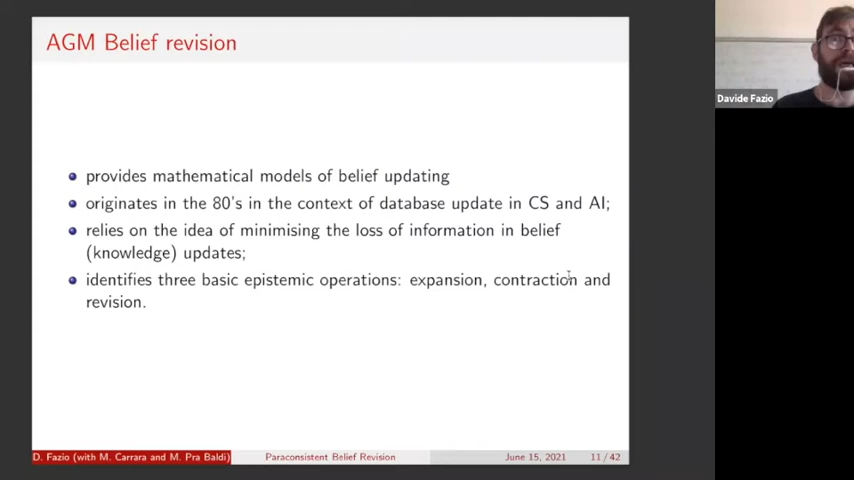 AGM Belief revision
provides mathematical models of belief updating
originates in the 80's in the context of database update in CS and AI;
relies on the idea of minimising the loss of information in belief
(knowledge) updates;
identifies three basic epistemic operations: expansion, contraction and
revision.
D. Fazio (with M. Carrara and M. Pra Baldi)
Paraconsistent Belief Revision
June 15, 2021
11 / 42
Davide Fazio